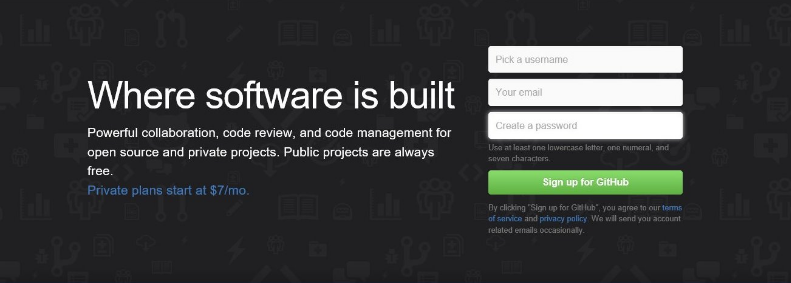 Where software is built
Powerful collaboration, code review, and code management for
open source and private projects. Public projects are always
free.
Private plans start at $7/mo.
Pick a username
Your email
Create a password
Use at least one lowercase letter, one numeral, and
seven characters.
Sign up for GitHub
By clicking "Sign up for GitHub", you agree to our terms
of service and privacy policy. We will send you account
related emails occasionally.